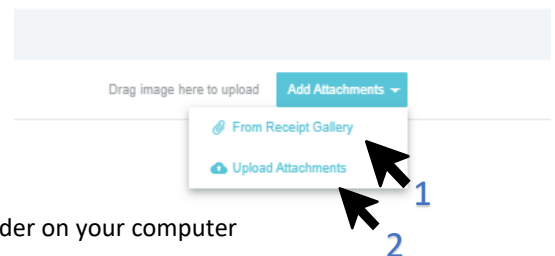 Drag image here to upload Add Attachments
From Receipt Gallery
Upload Attachments
1
der on your computer
2